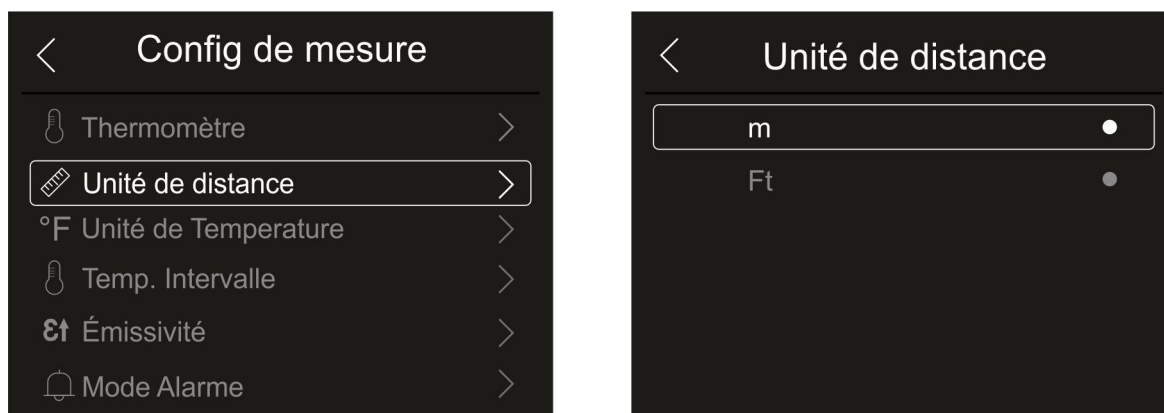 Config de mesure
Thermomètre
Unité de distance
°F Unité de Temperature
Temp. Intervalle
Ɛ↑ Émissivité
Mode Alarme
Unité de distance
m
Ft